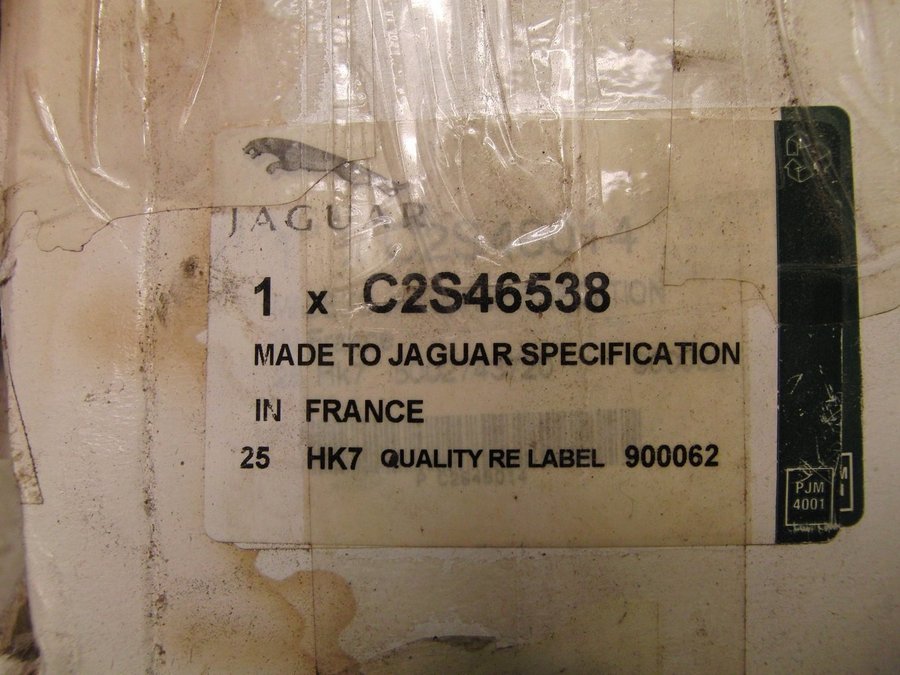 JAGUAR
1 x C2S46538
MADE TO JAGUAR SPECIFICATION
IN FRANCE
25 HK7 QUALITY RE LABEL 900062
PJM
4001